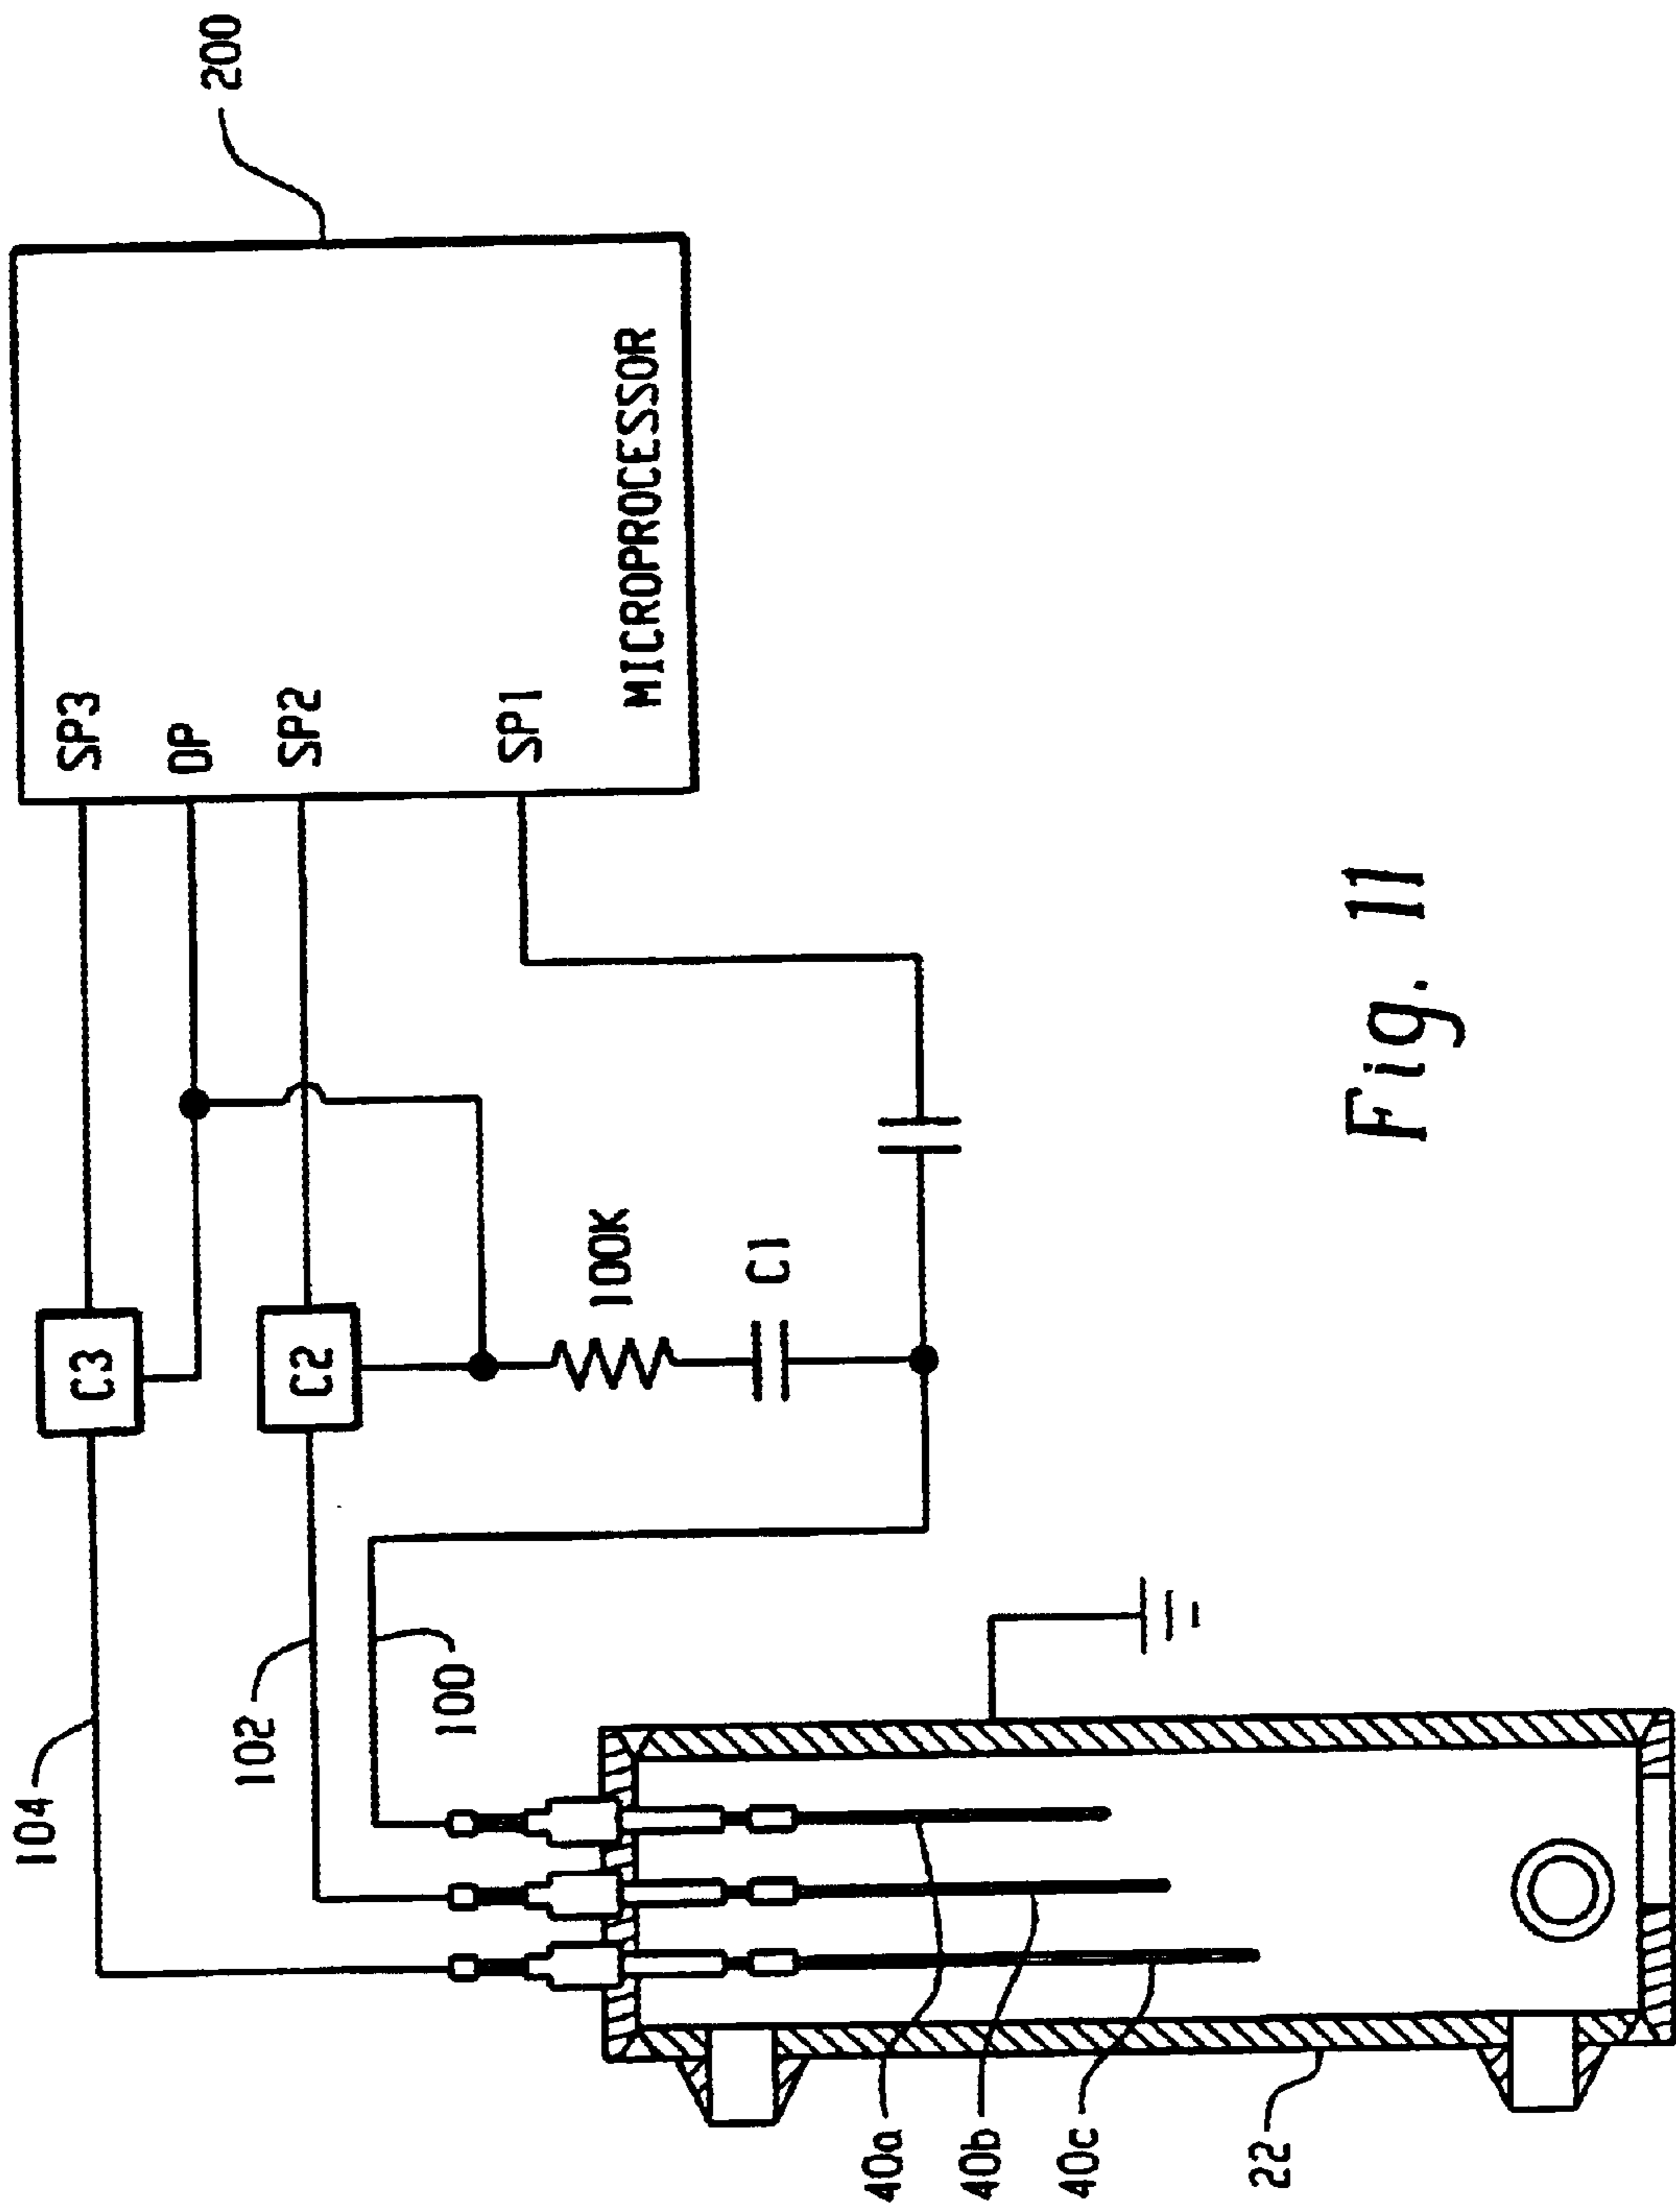 104
C3
SP3
OP
200
102
C2
SP2
100
SP1
100K
MICROPROCESSOR
C1
40a
40b
40c
22
Fig. 11